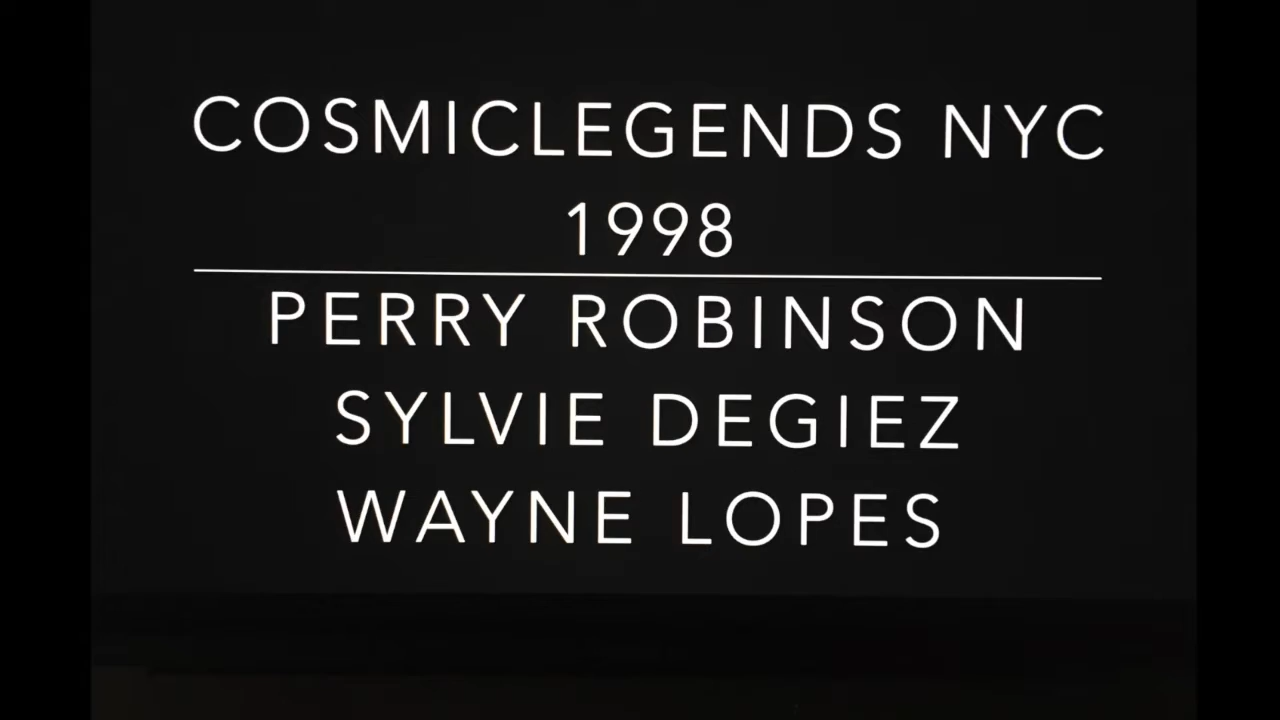 COSMICLEGENDS NYC
1998
PERRY ROBINSON
SYLVIE DEGIEZ
WAYNE LOPES